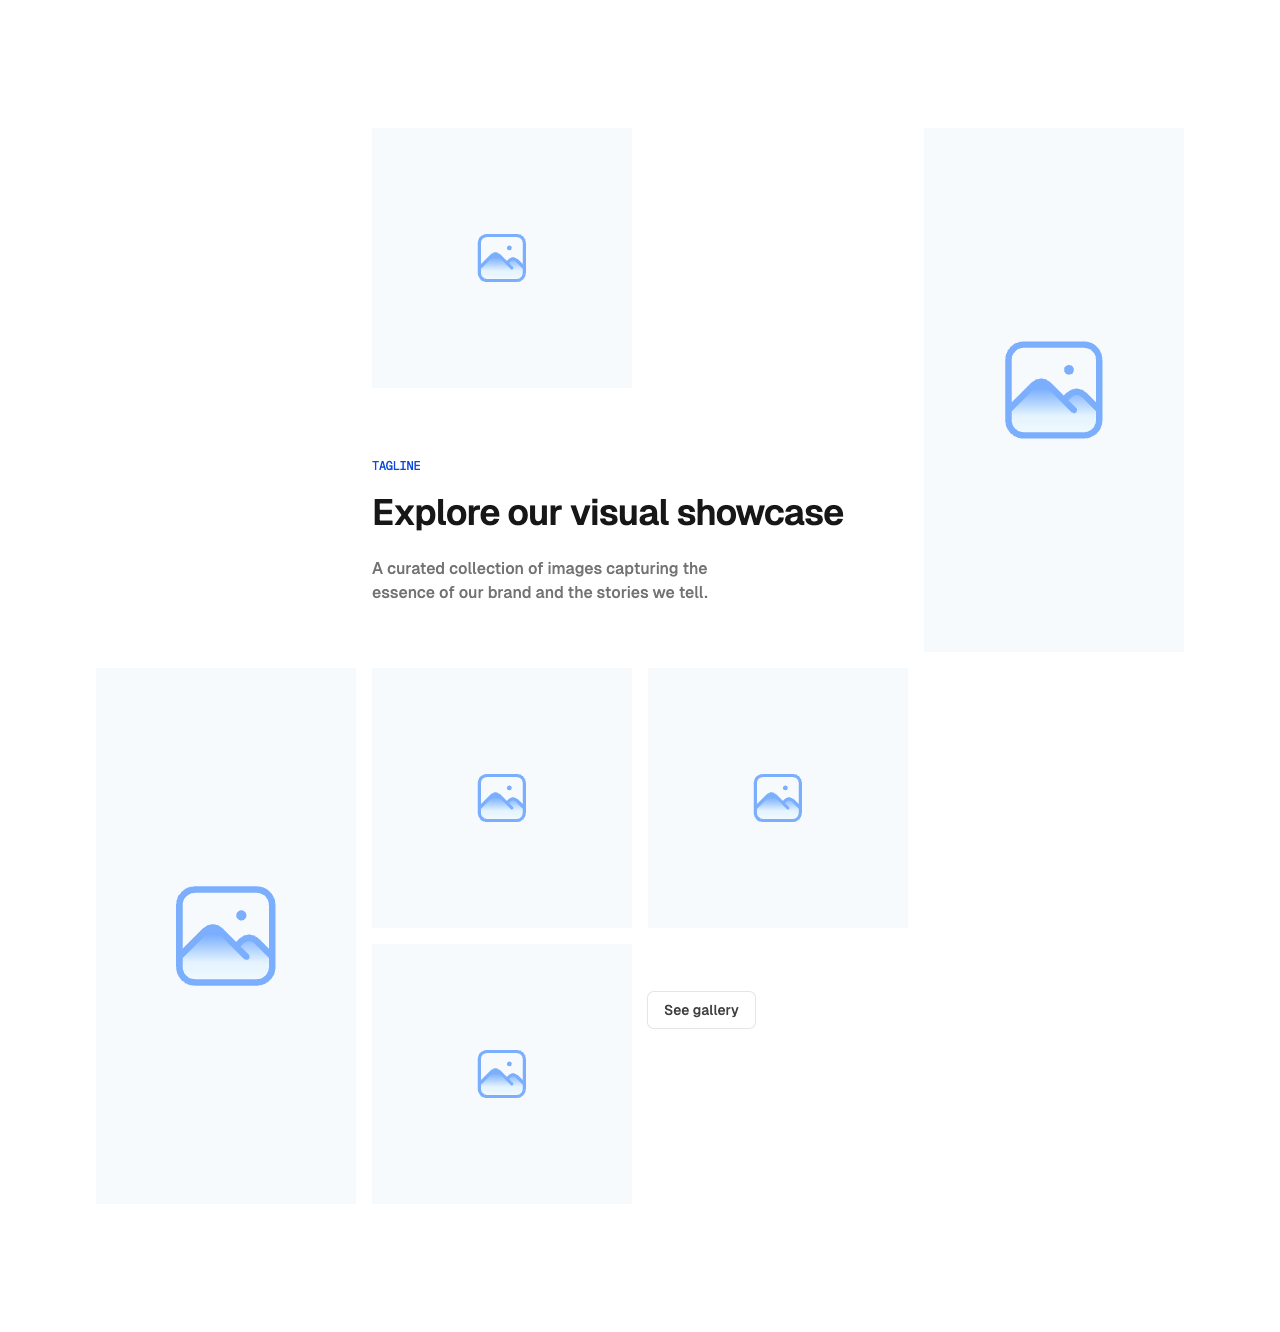 TAGLINE
Explore our visual showcase
A curated collection of images capturing the
essence of our brand and the stories we tell.
See gallery